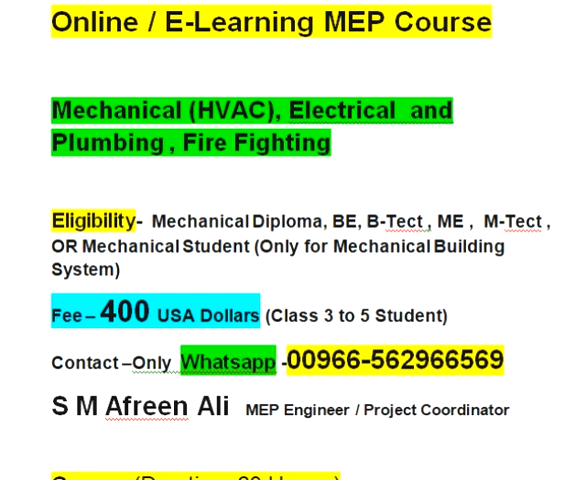 Online / E-Learning MEP Course
Mechanical (HVAC), Electrical and
Plumbing , Fire Fighting
Eligibility- Mechanical Diploma, BE, B-Tect , ME , M-Tect ,
OR Mechanical Student (Only for Mechanical Building
System)
Fee – 400 USA Dollars (Class 3 to 5 Student)
Contact –Only Whatsapp -00966-562966569
S M Afreen Ali MEP Engineer / Project Coordinator